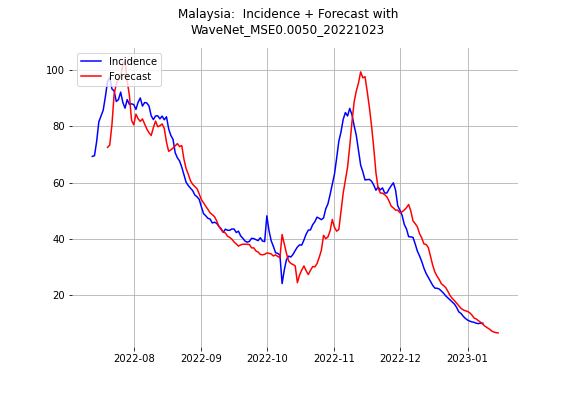 Malaysia:  Incidence + Forecast with
WaveNet_MSE0.0050_20221023
Incidence
Forecast
100
80
60
40
20
2022-08
2022-09
2022-10
2022-11
2022-12
2023-01